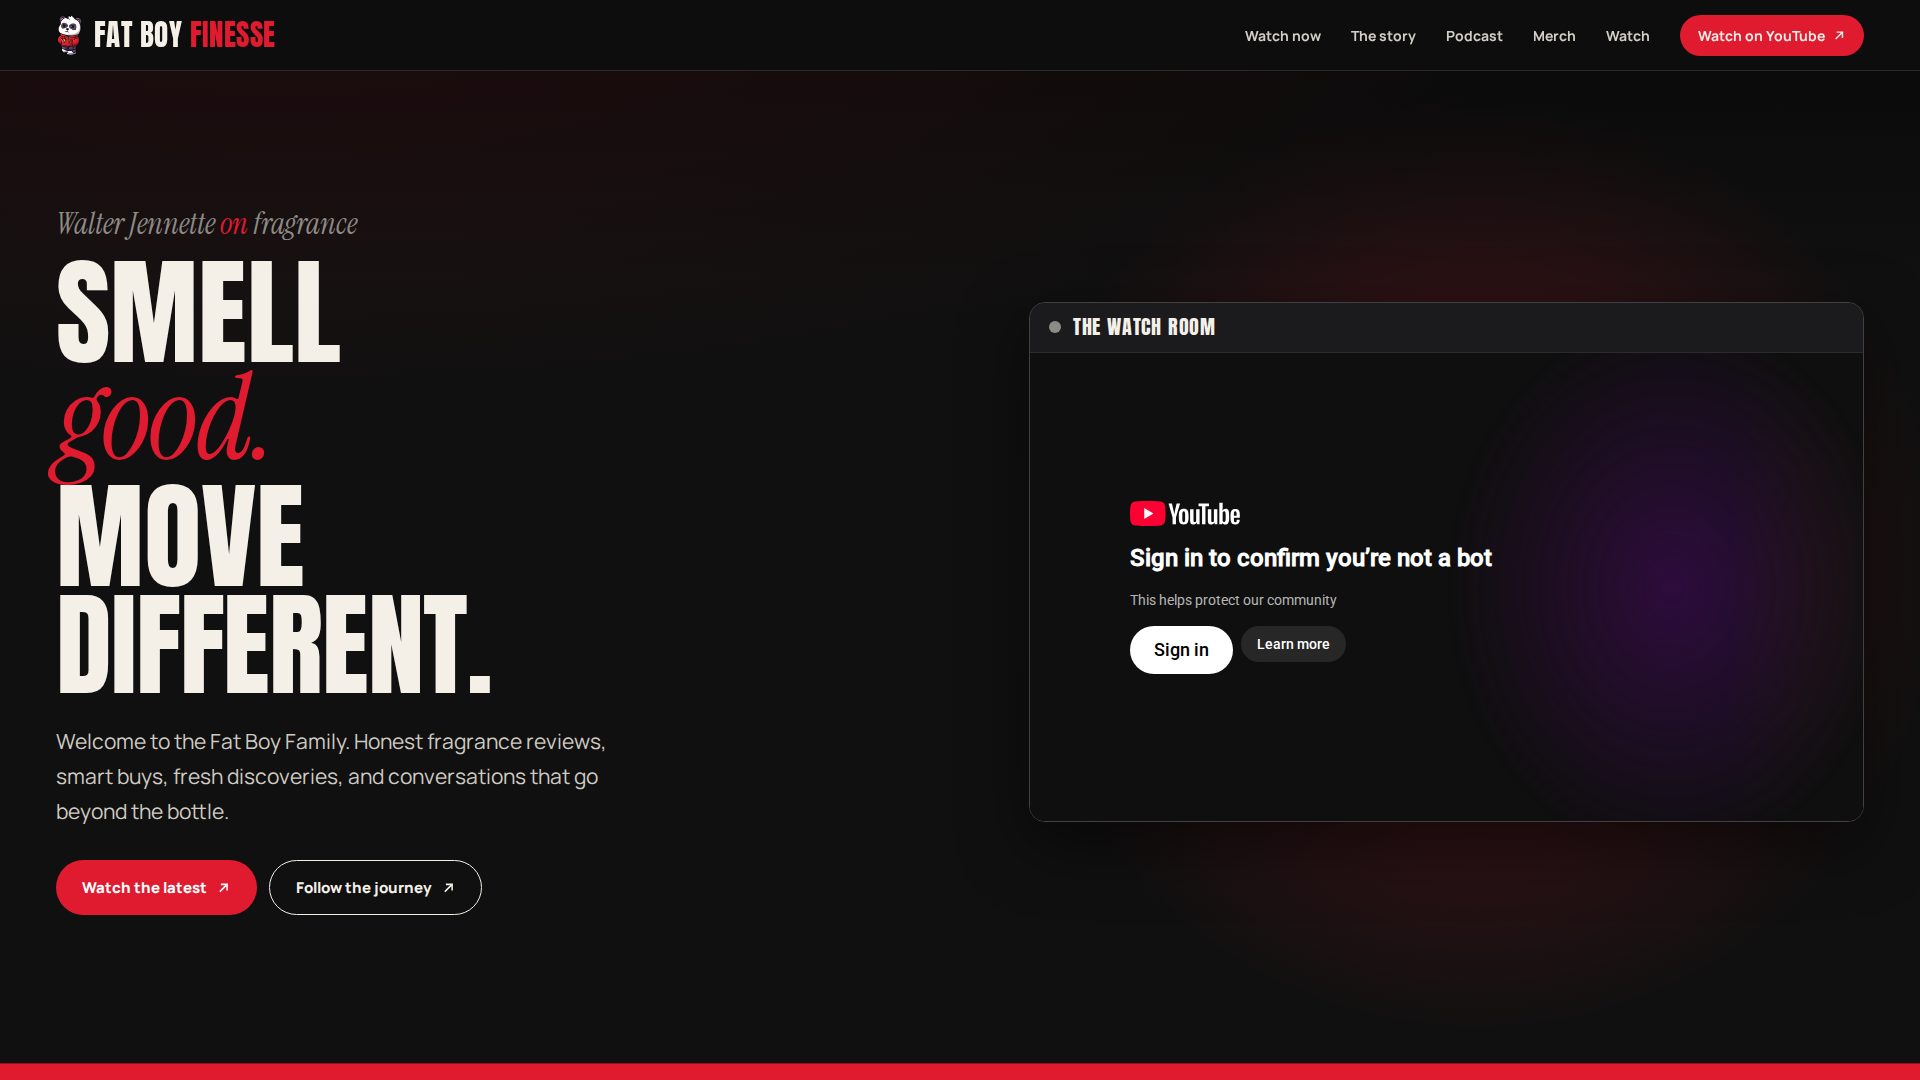 FAT BOY FINESSE
Watch now
The story
Podcast
Merch
Watch
Watch on YouTube ↗
Walter Jennette on fragrance
SMELL
good.
MOVE
DIFFERENT.
Welcome to the Fat Boy Family. Honest fragrance reviews,
smart buys, fresh discoveries, and conversations that go
beyond the bottle.
Watch the latest ↗
Follow the journey ↗
THE WATCH ROOM
YouTube
Sign in to confirm you’re not a bot
This helps protect our community
Sign in
Learn more